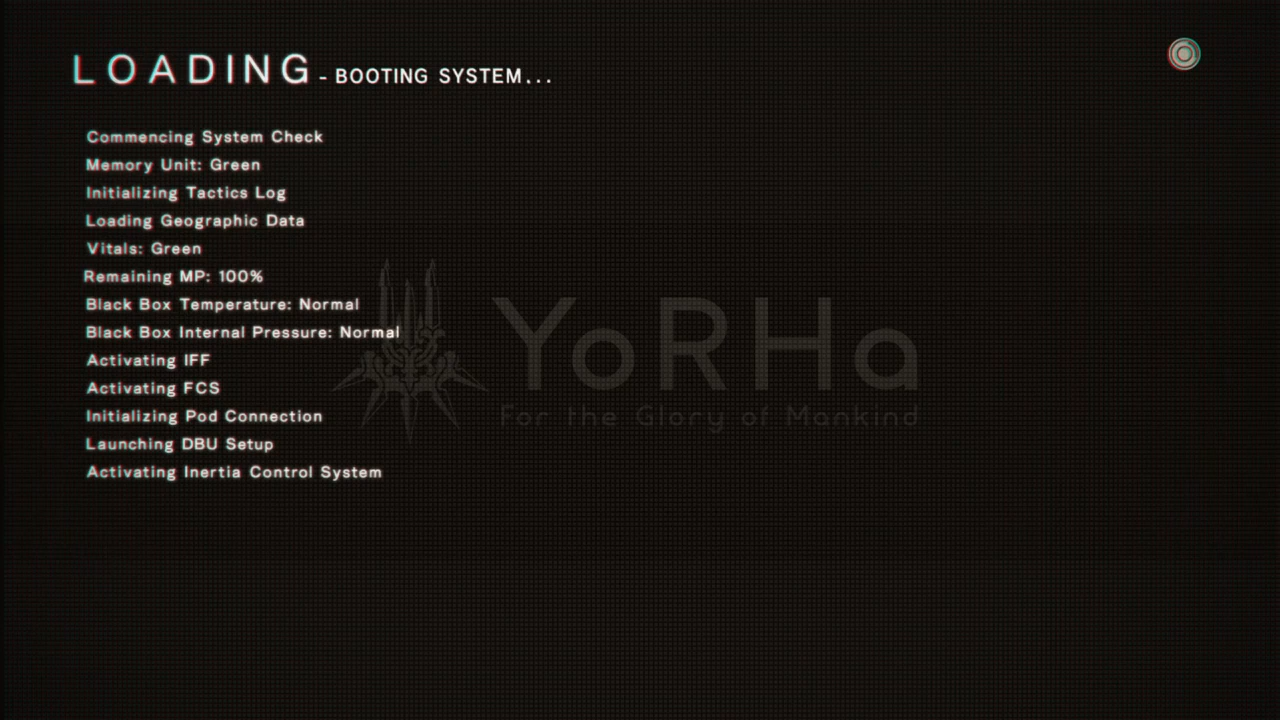 LOADING - BOOTING SYSTEM...
Commencing System Check
Memory Unit: Green
Initializing Tactics Log
Loading Geographic Data
Vitals: Green
Remaining MP: 100%
Black Box Temperature: Normal
Black Box Internal Pressure: Normal
Activating IFF
Activating FCS
Initializing Pod Connection
Launching DBU Setup
Activating Inertia Control System
YoRHa
For the Glory of Mankind